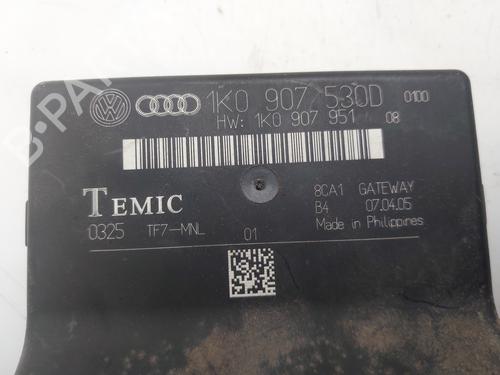 B-PARTS
1K0 907 530D 0100
HW: 1K0 907 951 08
TEMIC
8CA1 GATEWAY
B4 07.04.05
0325 TF7-MNL 01
Made in Philippines